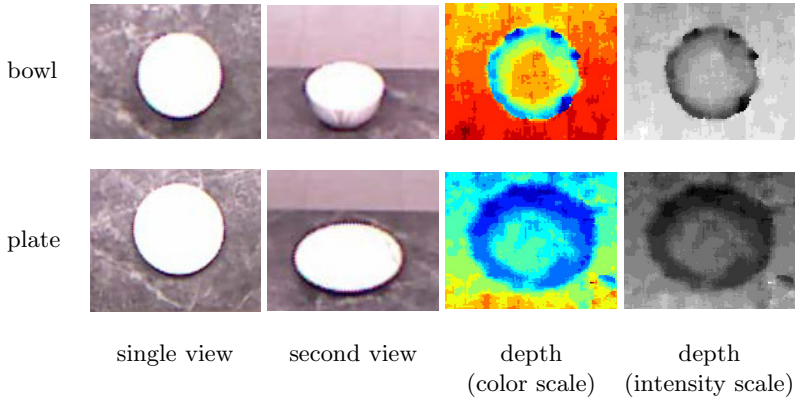 bowl
plate
single view
second view
depth
(color scale)
depth
(intensity scale)